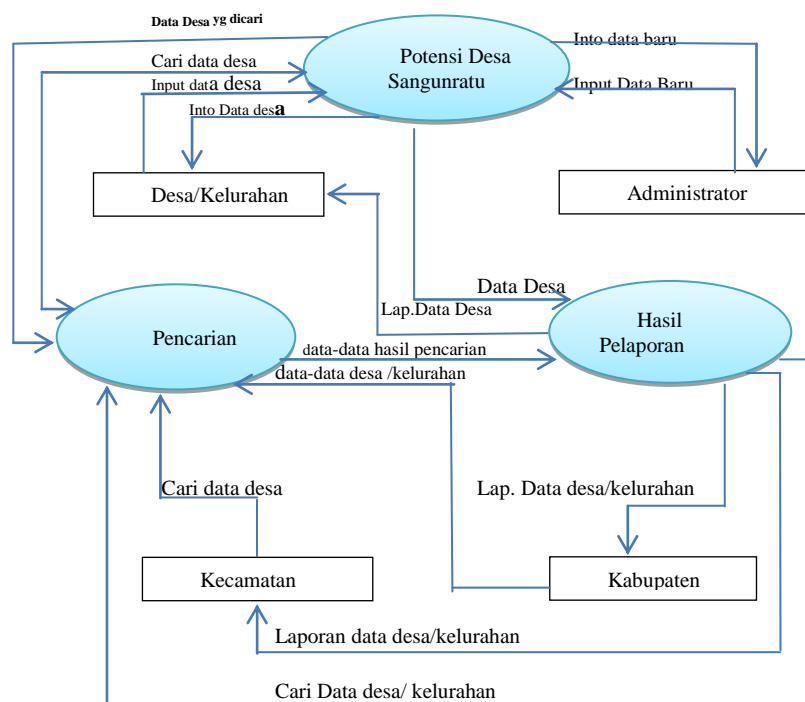 Data Desa yg dicari
Into data baru
Cari data desa
Potensi Desa
Sangunratu
Input data desa
Input Data Baru
Into Data desa
Desa/Kelurahan
Administrator
Data Desa
Lap.Data Desa
Hasil
Pelaporan
Pencarian
data-data hasil pencarian
data-data desa /kelurahan
Cari data desa
Lap. Data desa/kelurahan
Kecamatan
Kabupaten
Laporan data desa/kelurahan
Cari Data desa/ kelurahan